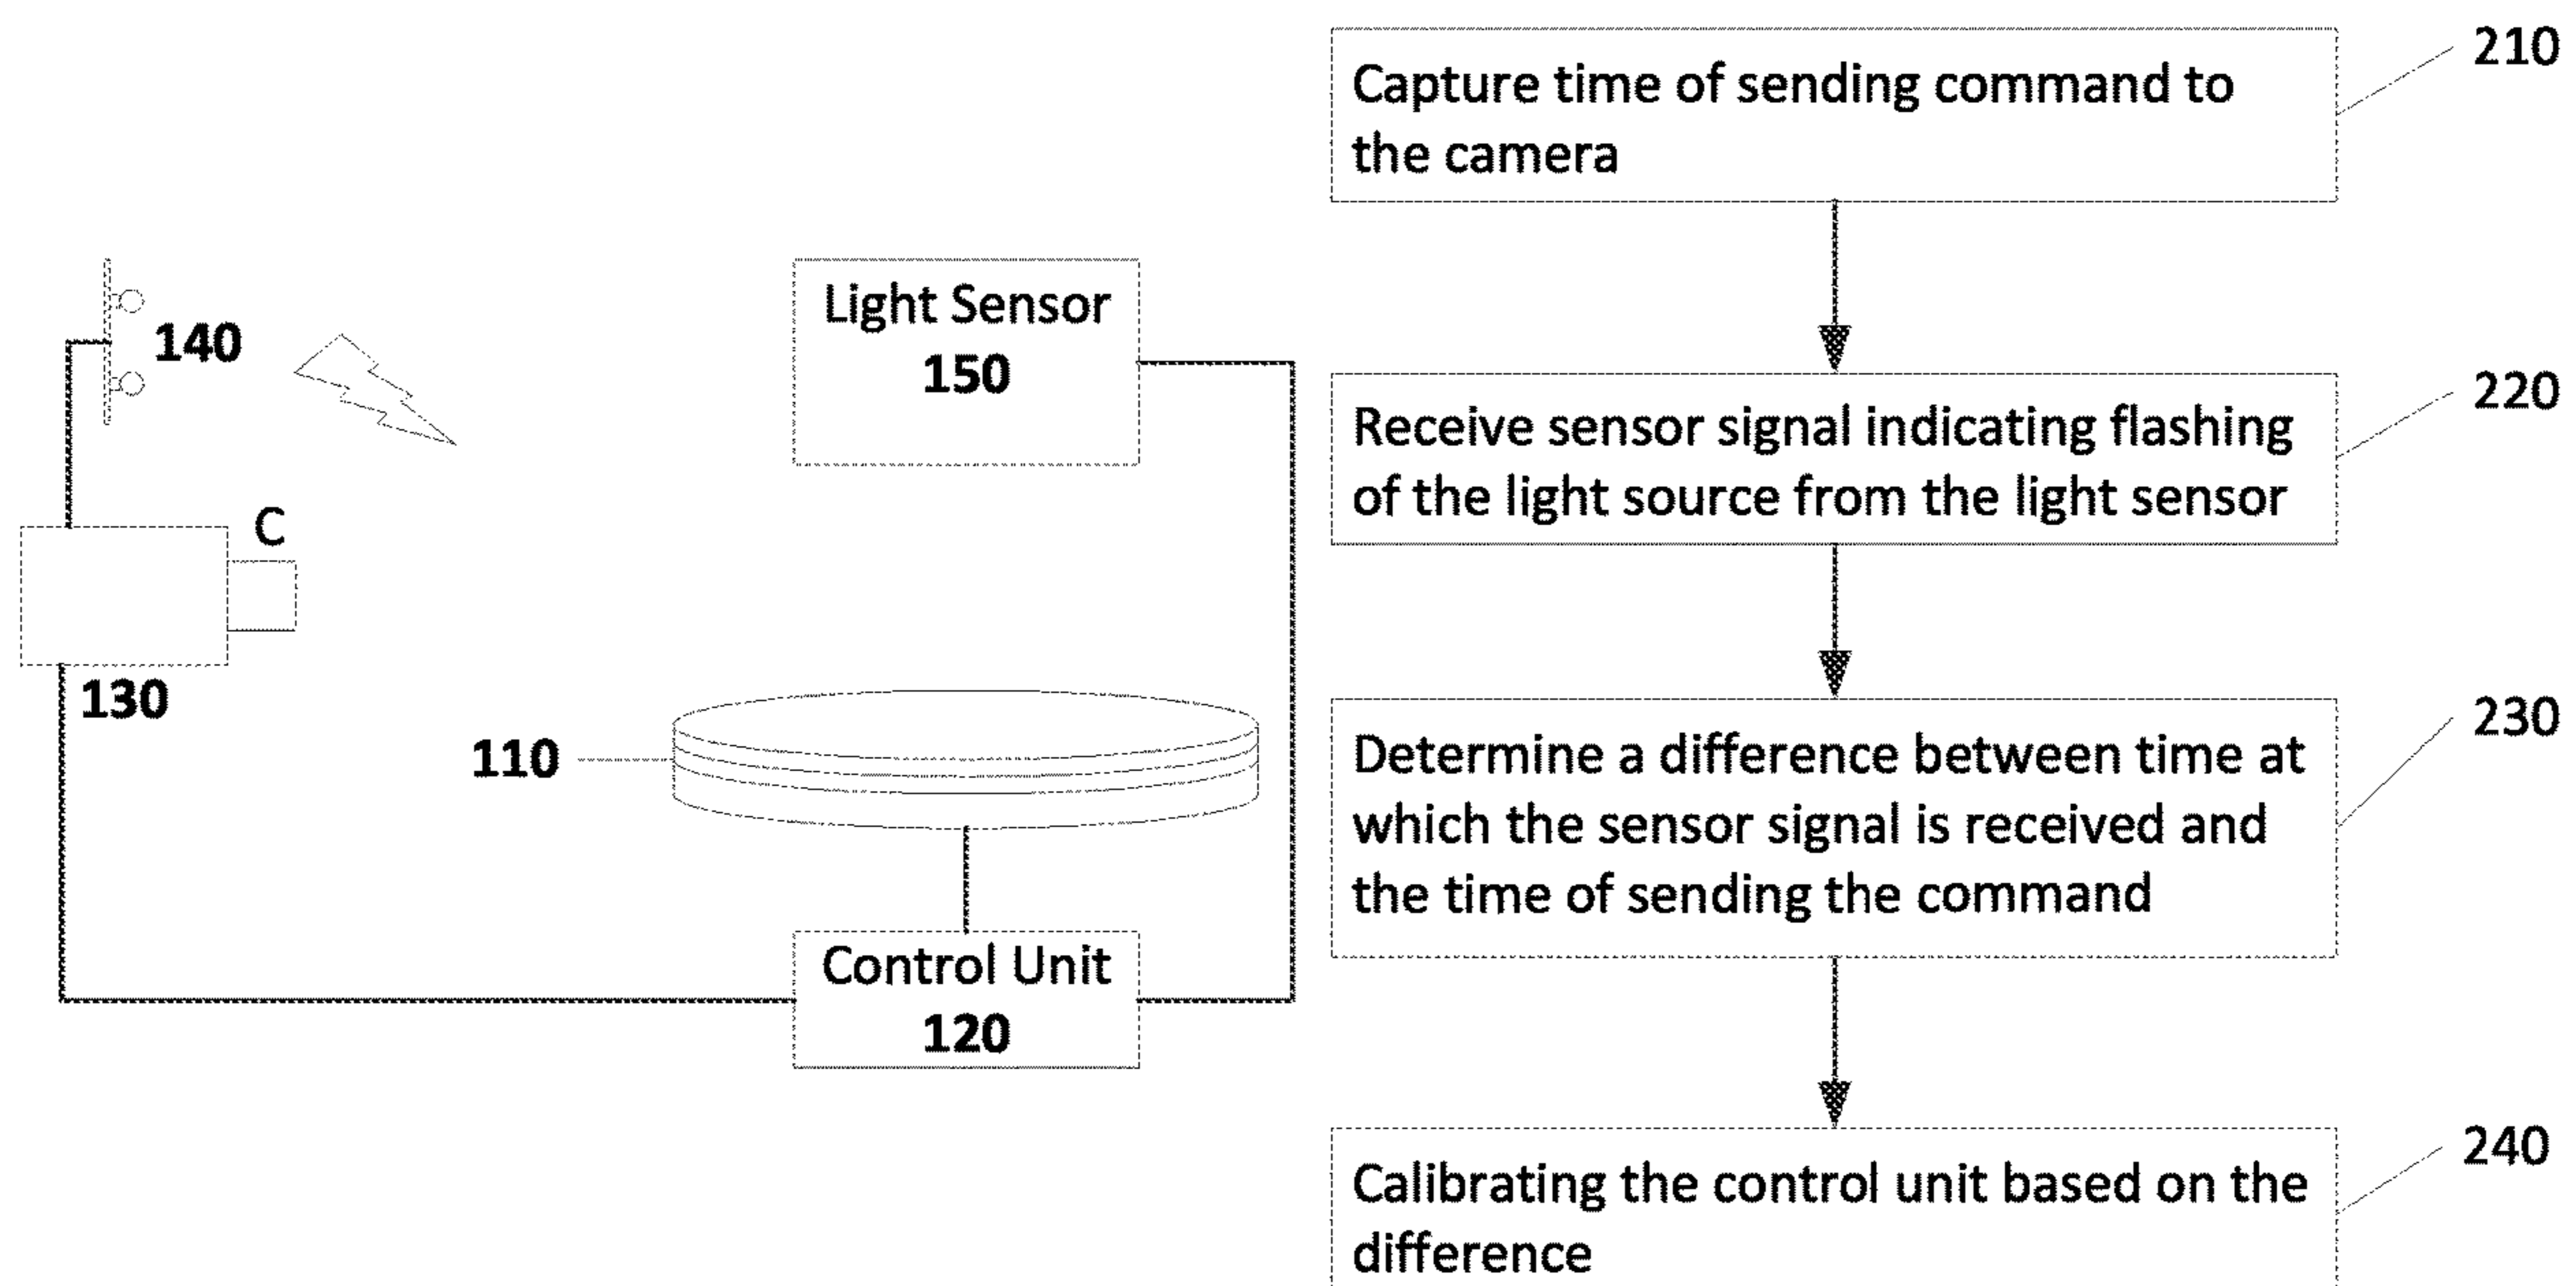 140
Light Sensor
150
C
130
110
Control Unit
120
210
Capture time of sending command to
the camera
220
Receive sensor signal indicating flashing
of the light source from the light sensor
230
Determine a difference between time at
which the sensor signal is received and
the time of sending the command
240
Calibrating the control unit based on the
difference